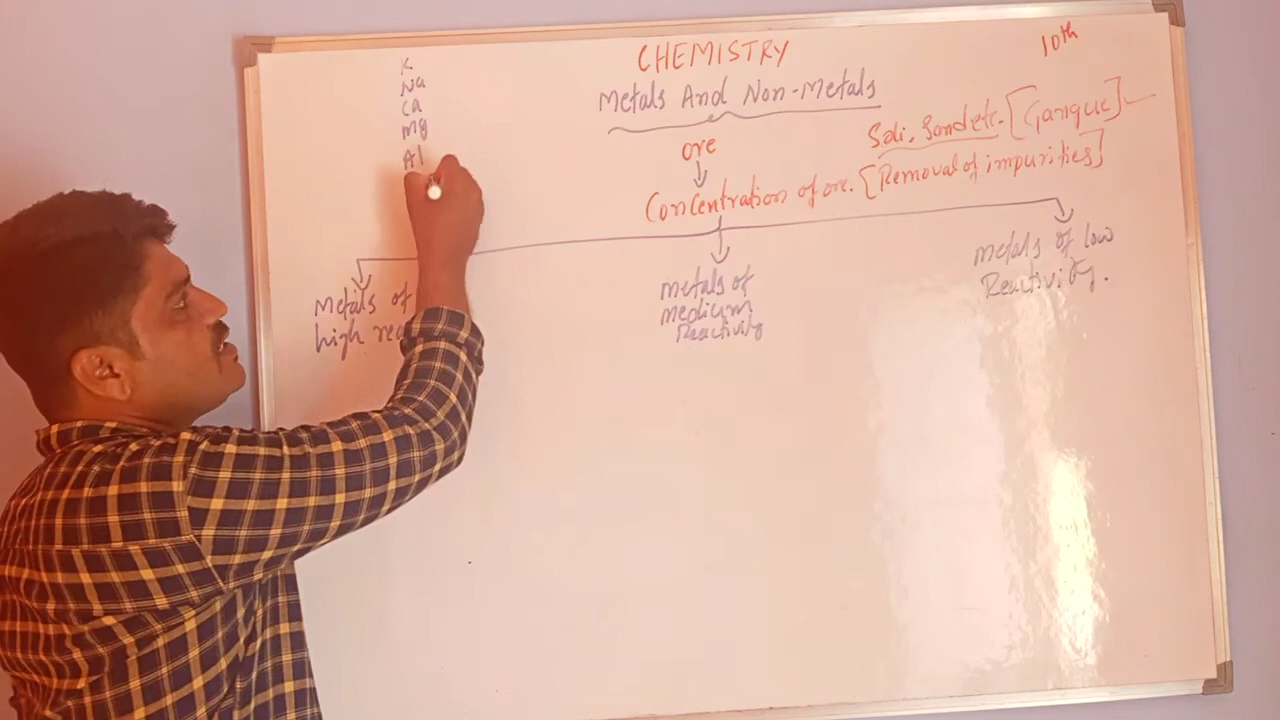 CHEMISTRY
10th
Metals And Non-Metals
K
Na
Ca
Mg
Al
ore
Soli, Sand etc. [Gangue]
Concentration of ore. [Removal of impurities]
Metals of
high rea
Metals of
medium
Reactivity
Metals of low
Reactivity.